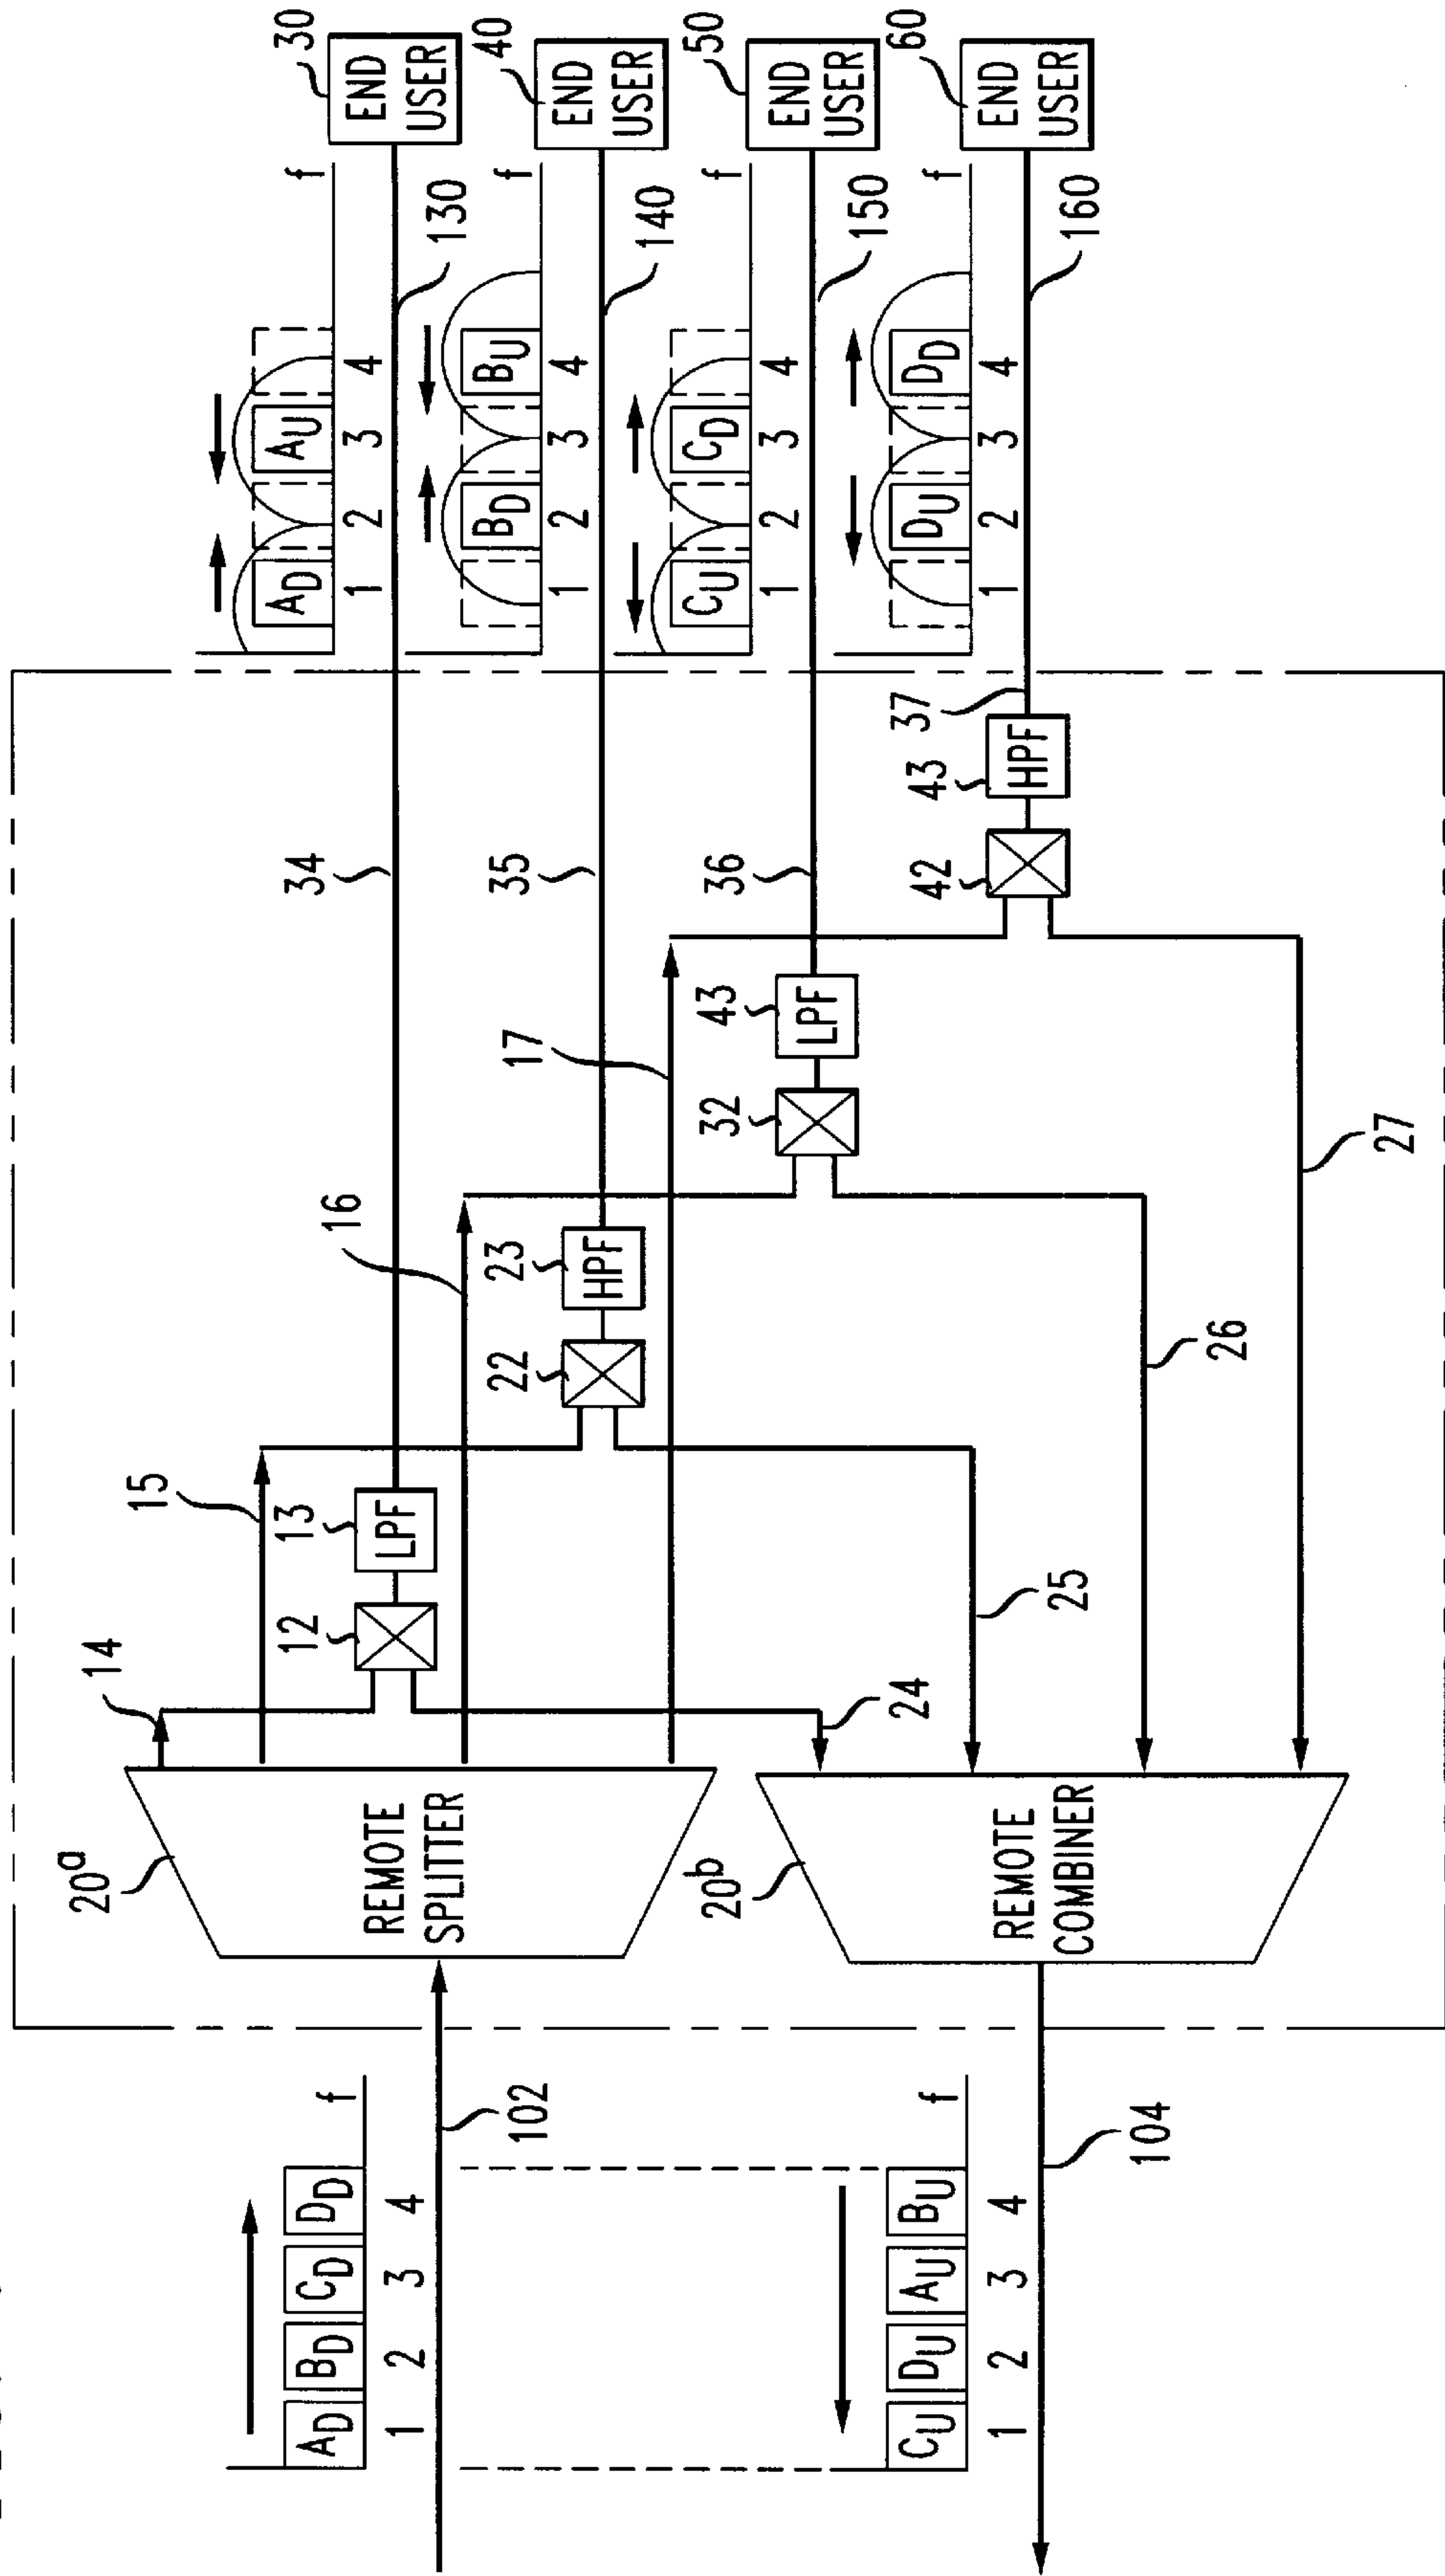 30
END
USER
40
END
USER
50
END
USER
60
END
USER
AD AU f
1 2 3 4
130
BD BU f
1 2 3 4
140
CU CD f
1 2 3 4
150
DU DD f
1 2 3 4
160
34
35
36
37
14
12
13
LPF
15
22
23
HPF
16
32
43
LPF
17
42
43
HPF
24
25
26
27
20a
REMOTE
SPLITTER
20b
REMOTE
COMBINER
AD BD CD DD f
1 2 3 4
102
CU DU AU BU f
1 2 3 4
104